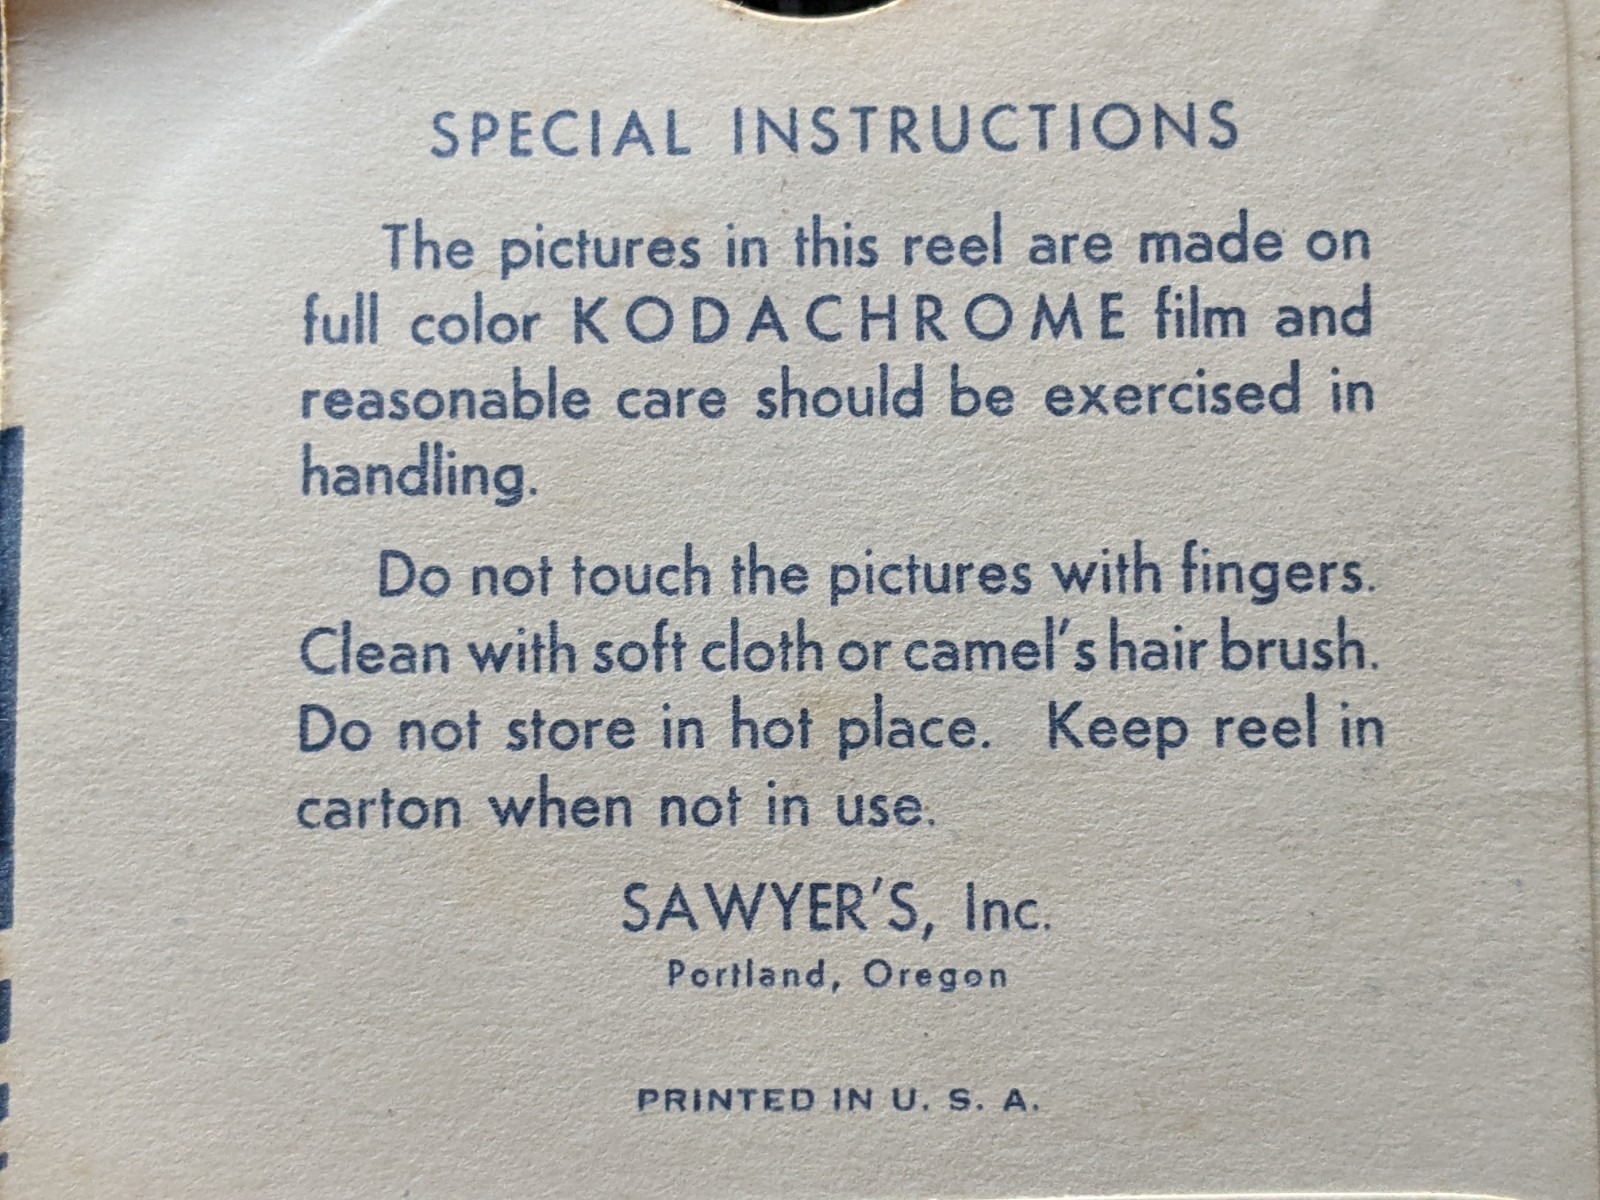 SPECIAL INSTRUCTIONS
The pictures in this reel are made on
full color KODACHROME film and
reasonable care should be exercised in
handling.
Do not touch the pictures with fingers.
Clean with soft cloth or camel's hair brush.
Do not store in hot place. Keep reel in
carton when not in use.
SAWYER'S, Inc.
Portland, Oregon
PRINTED IN U. S. A.